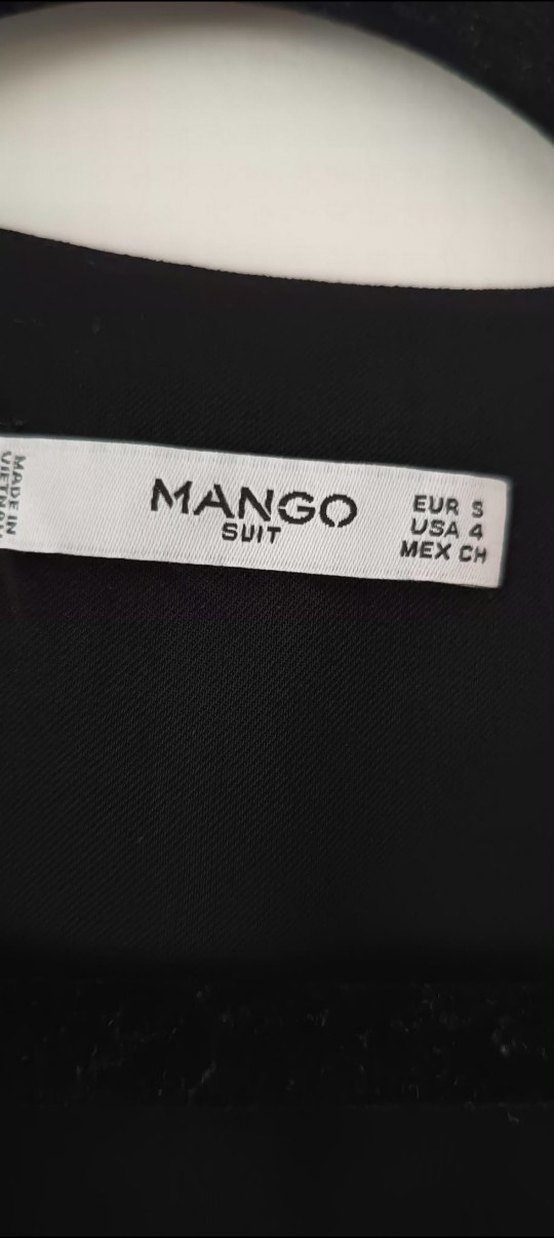 MADE IN
VIETNAM
MANGO
SUIT
EUR S
USA 4
MEX CH